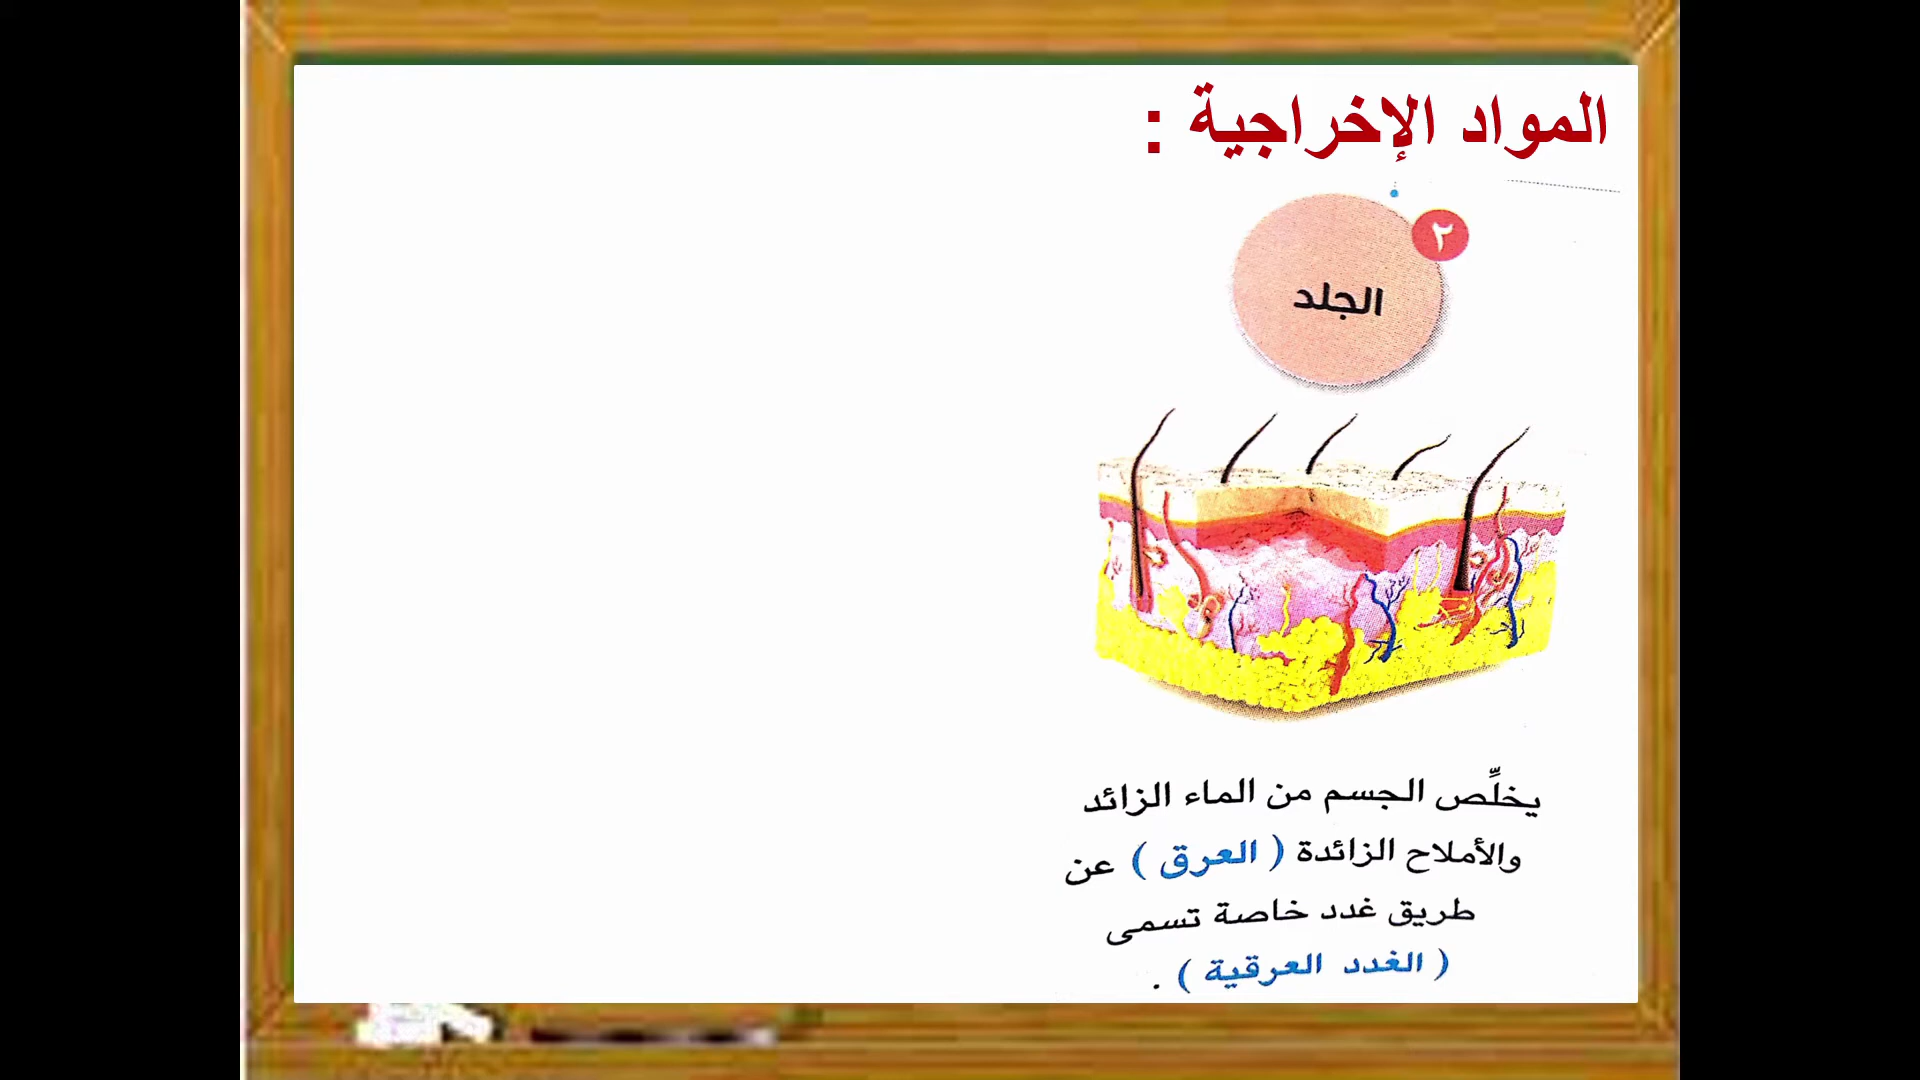 المواد الإخراجية :
٢
الجلد
يخلِّص الجسم من الماء الزائد
والأملاح الزائدة ( العرق ) عن
طريق غدد خاصة تسمى
( الغدد العرقية ) .